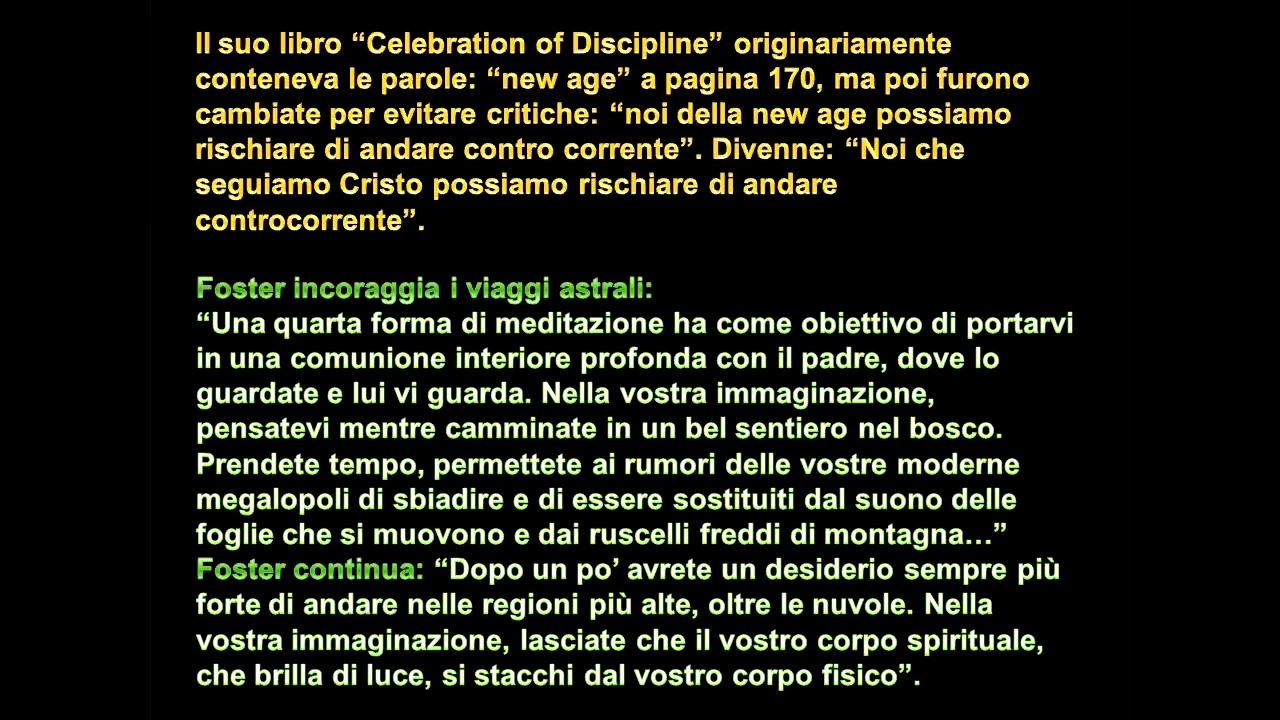 Il suo libro “Celebration of Discipline” originariamente
conteneva le parole: “new age” a pagina 170, ma poi furono
cambiate per evitare critiche: “noi della new age possiamo
rischiare di andare contro corrente”. Divenne: “Noi che
seguiamo Cristo possiamo rischiare di andare
controcorrente”.
Foster incoraggia i viaggi astrali:
“Una quarta forma di meditazione ha come obiettivo di portarvi
in una comunione interiore profonda con il padre, dove lo
guardate e lui vi guarda. Nella vostra immaginazione,
pensatevi mentre camminate in un bel sentiero nel bosco.
Prendete tempo, permettete ai rumori delle vostre moderne
megalopoli di sbiadire e di essere sostituiti dal suono delle
foglie che si muovono e dai ruscelli freddi di montagna…”
Foster continua: “Dopo un po’ avrete un desiderio sempre più
forte di andare nelle regioni più alte, oltre le nuvole. Nella
vostra immaginazione, lasciate che il vostro corpo spirituale,
che brilla di luce, si stacchi dal vostro corpo fisico”.